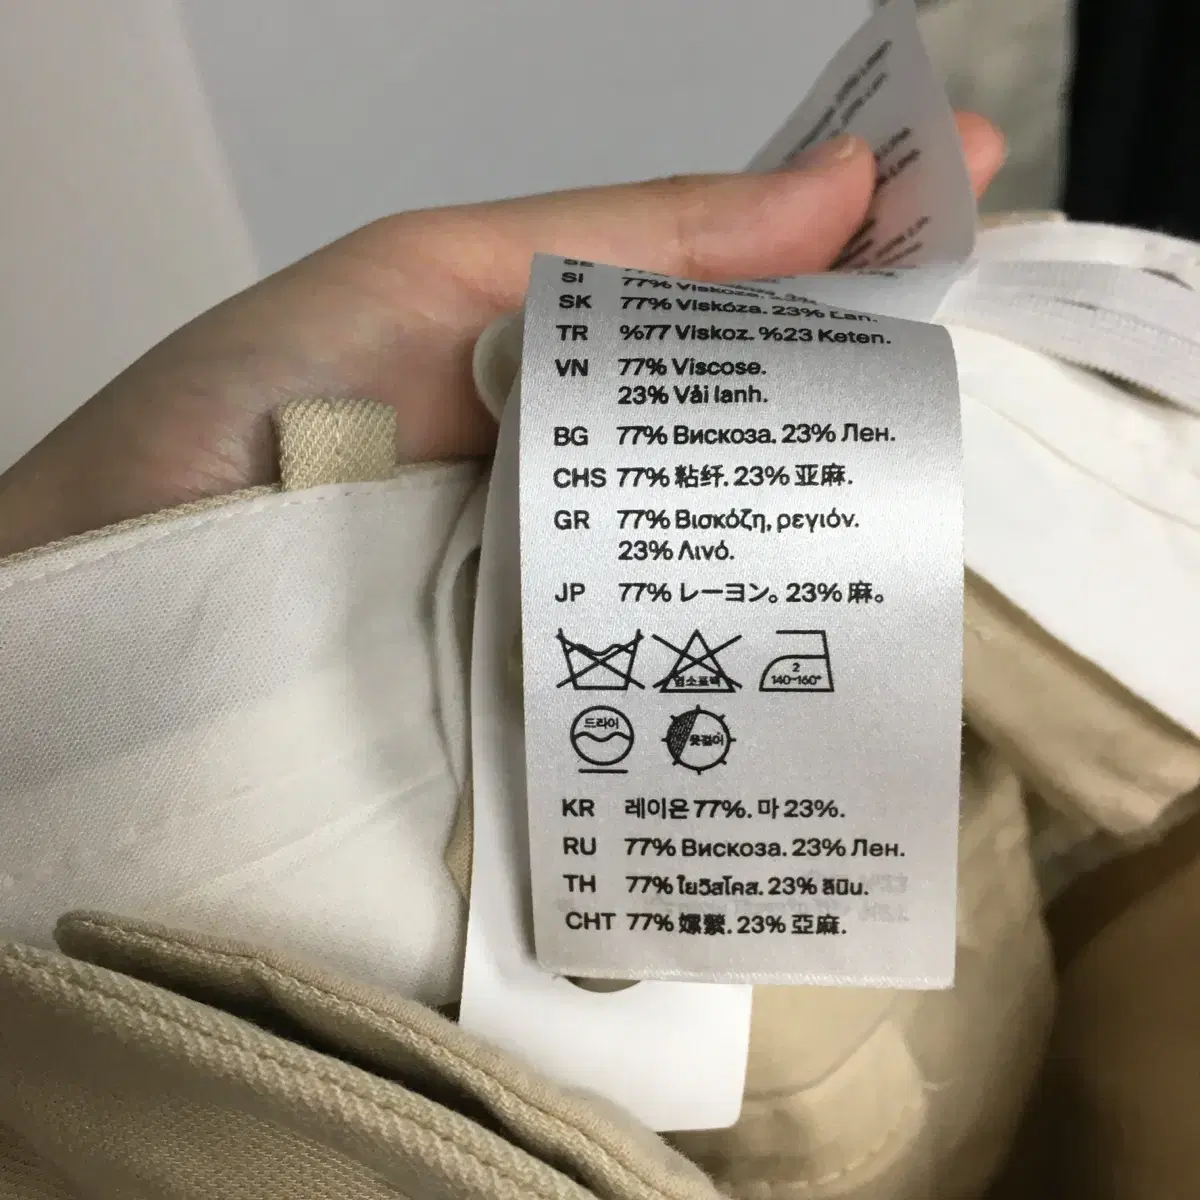 SI 77% Viskoza. 23%
SK 77% Viskóza. 23% Ľan.
TR %77 Viskoz. %23 Keten.
VN 77% Viscose.
23% Vải lanh.
BG 77% Вискоза. 23% Лен.
CHS 77% 粘纤. 23% 亚麻.
GR 77% Βισκόζη, ρεγιόν.
23% Λινό.
JP 77% レーヨン。23% 麻。
염소표백
2
140-160°
드라이
옷걸이
KR 레이온 77%. 마 23%.
RU 77% Вискоза. 23% Лен.
TH 77% ใยวิสโคส. 23% ลินิน.
CHT 77% 嫘縈. 23% 亞麻.